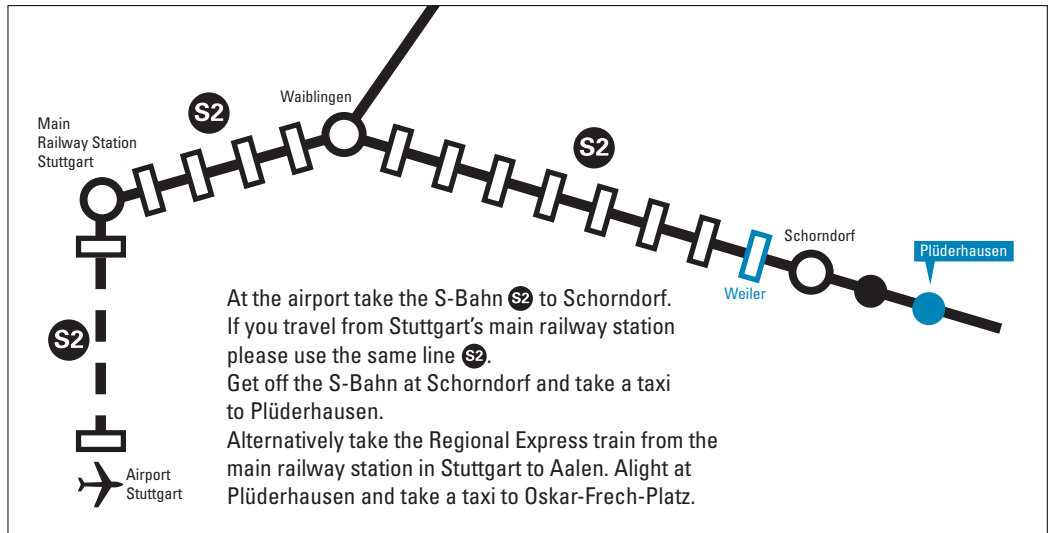 S2
Waiblingen
Main
Railway Station
Stuttgart
S2
Schorndorf
Plüderhausen
Weiler
S2
At the airport take the S-Bahn S2 to Schorndorf.
If you travel from Stuttgart's main railway station
please use the same line S2.
Get off the S-Bahn at Schorndorf and take a taxi
to Plüderhausen.
Alternatively take the Regional Express train from the
main railway station in Stuttgart to Aalen. Alight at
Plüderhausen and take a taxi to Oskar-Frech-Platz.
Airport
Stuttgart